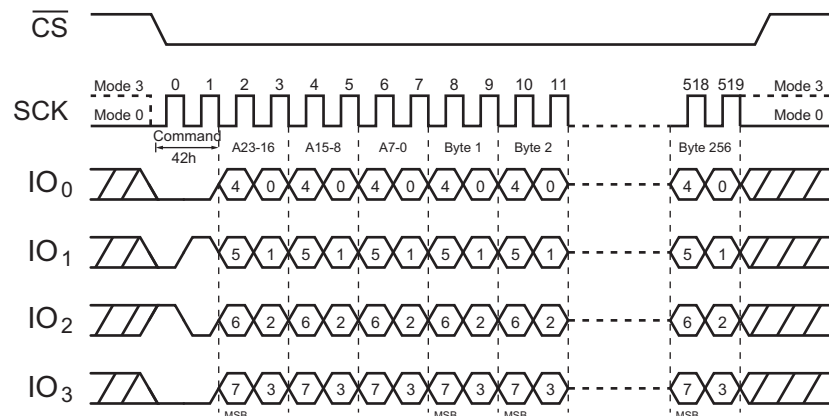 CS
Mode 3 0 1 2 3 4 5 6 7 8 9 10 11 518 519 Mode 3
SCK
Mode 0 Mode 0
Command A23-16 A15-8 A7-0 Byte 1 Byte 2 Byte 256
42h
IO0 4 0 4 0 4 0 4 0 4 0 4 0
IO1 5 1 5 1 5 1 5 1 5 1 5 1
IO2 6 2 6 2 6 2 6 2 6 2 6 2
IO3 7 3 7 3 7 3 7 3 7 3 7 3
MSB MSB MSB MSB